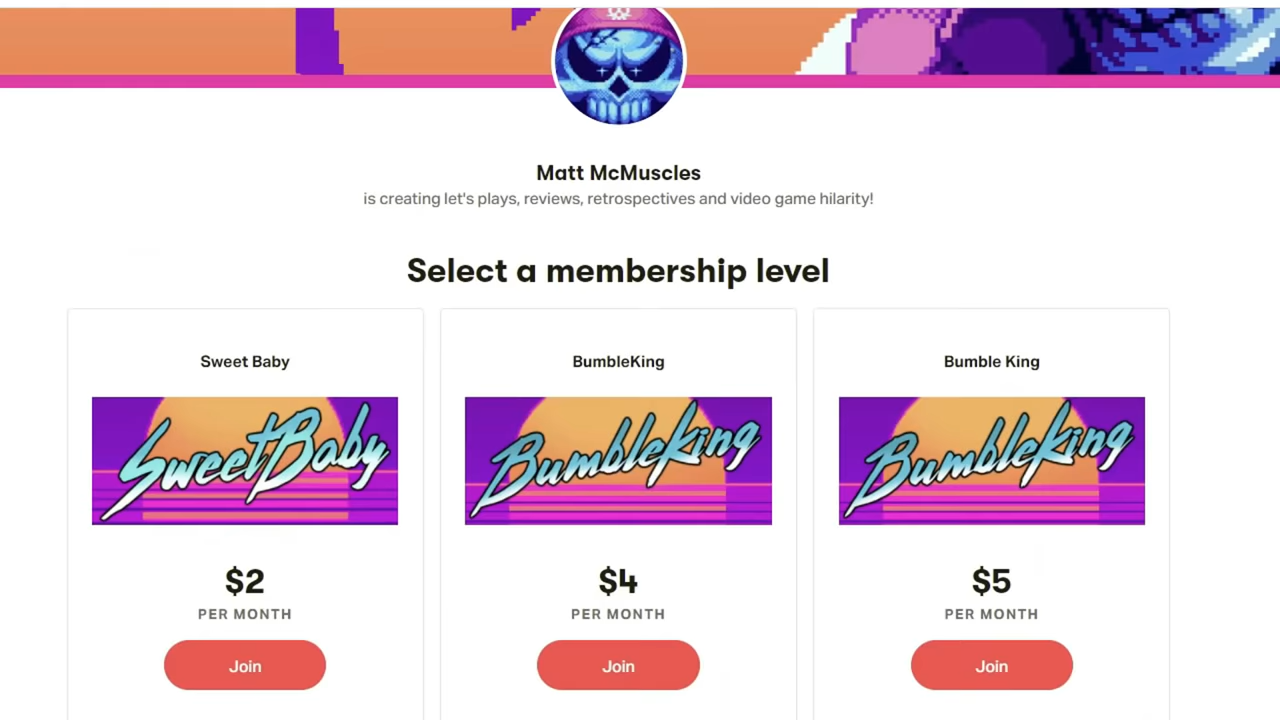 Matt McMuscles
is creating let's plays, reviews, retrospectives and video game hilarity!
Select a membership level
Sweet Baby
SweetBaby
$2
PER MONTH
Join
BumbleKing
Bumbleking
$4
PER MONTH
Join
Bumble King
Bumbleking
$5
PER MONTH
Join